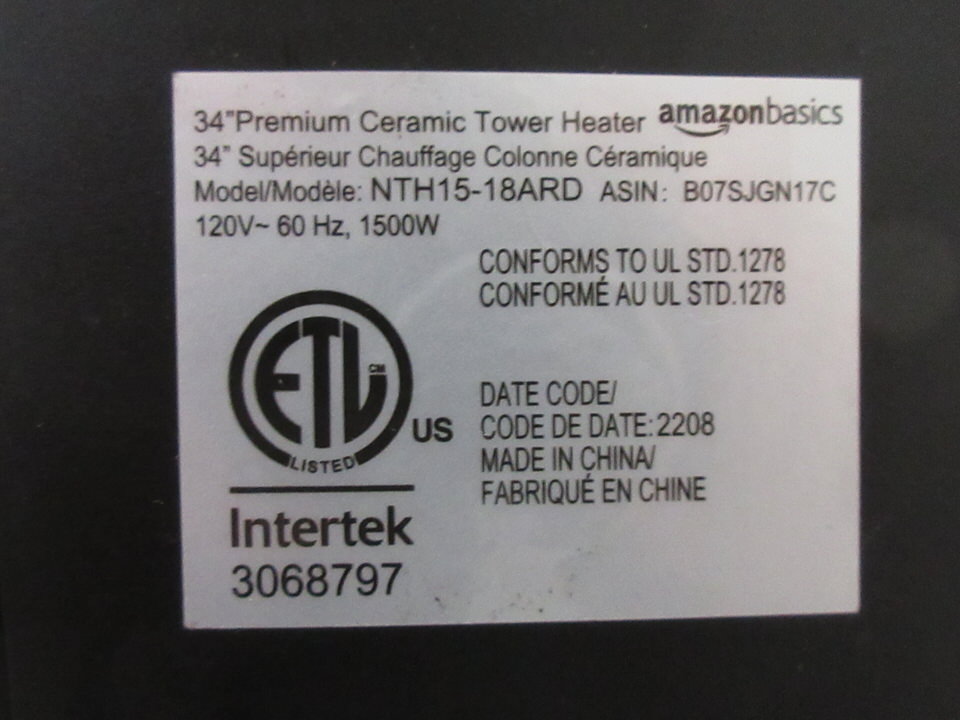 34"Premium Ceramic Tower Heater amazonbasics
34" Supérieur Chauffage Colonne Céramique
Model/Modèle: NTH15-18ARD ASIN: B07SJGN17C
120V~ 60 Hz, 1500W
CONFORMS TO UL STD.1278
CONFORMÉ AU UL STD.1278
ETL CM
LISTED
US
DATE CODE/
CODE DE DATE:2208
MADE IN CHINA/
FABRIQUÉ EN CHINE
Intertek
3068797